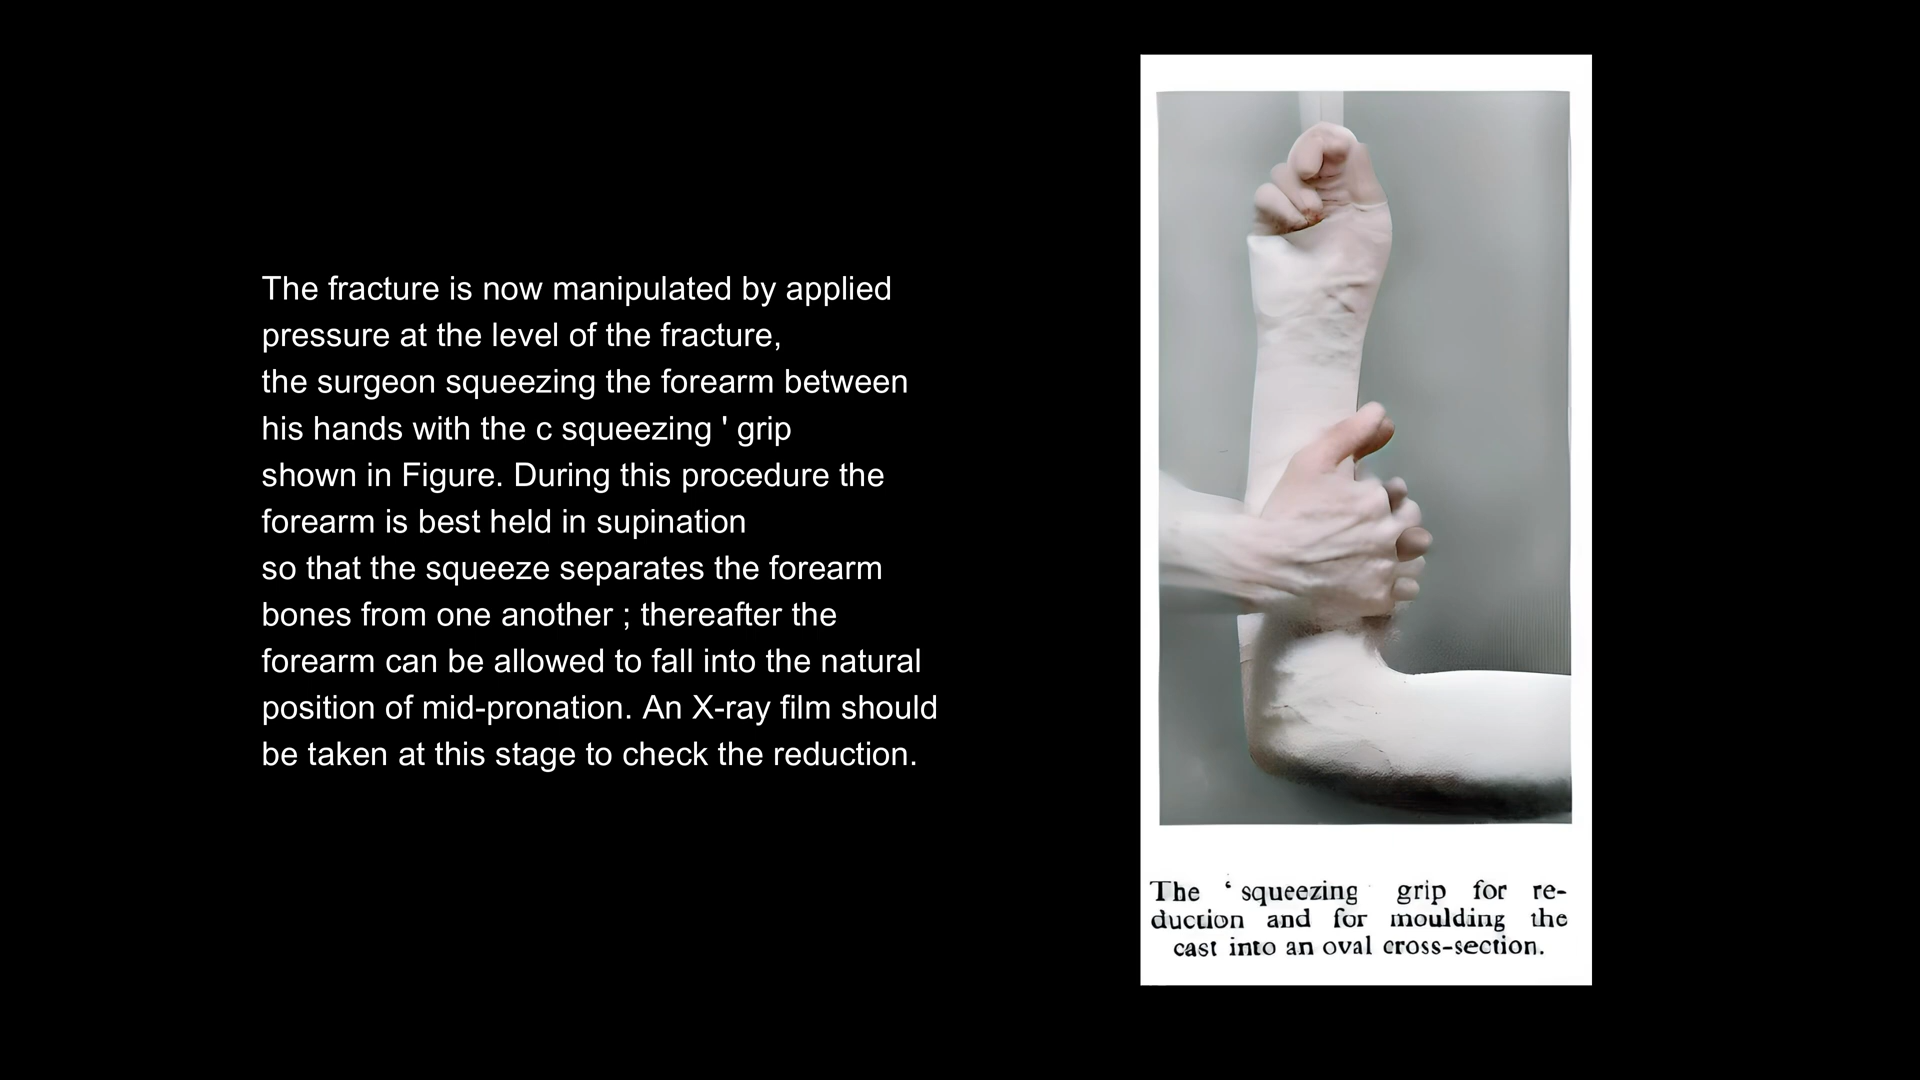 The fracture is now manipulated by applied
pressure at the level of the fracture,
the surgeon squeezing the forearm between
his hands with the c squeezing ' grip
shown in Figure. During this procedure the
forearm is best held in supination
so that the squeeze separates the forearm
bones from one another ; thereafter the
forearm can be allowed to fall into the natural
position of mid-pronation. An X-ray film should
be taken at this stage to check the reduction.
The ‘ squeezing grip for re-
duction and for moulding the
cast into an oval cross-section.